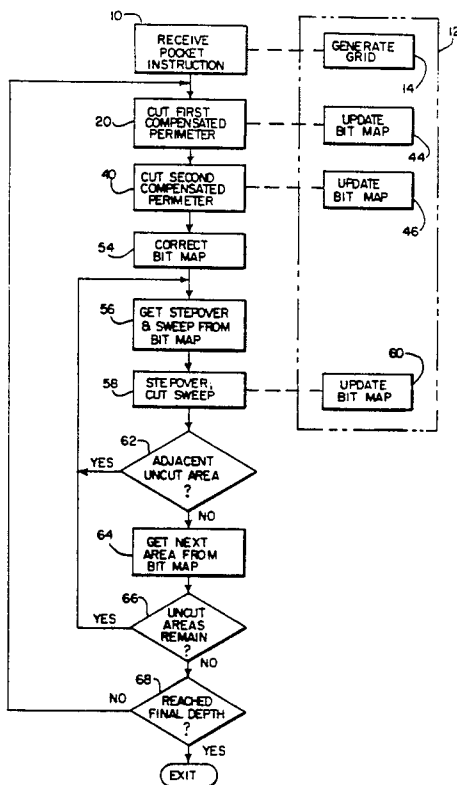 10
RECEIVE
POCKET
INSTRUCTION
GENERATE
GRID
12
14
20
CUT FIRST
COMPENSATED
PERIMETER
UPDATE
BIT MAP
44
40
CUT SECOND
COMPENSATED
PERIMETER
UPDATE
BIT MAP
46
54
CORRECT
BIT MAP
56
GET STEPOVER
& SWEEP FROM
BIT MAP
58
STEPOVER,
CUT SWEEP
60
UPDATE
BIT MAP
62
YES
ADJACENT
UNCUT AREA
?
NO
64
GET NEXT
AREA FROM
BIT MAP
66
YES
UNCUT
AREAS
REMAIN
?
NO
68
NO
REACHED
FINAL DEPTH
?
YES
EXIT